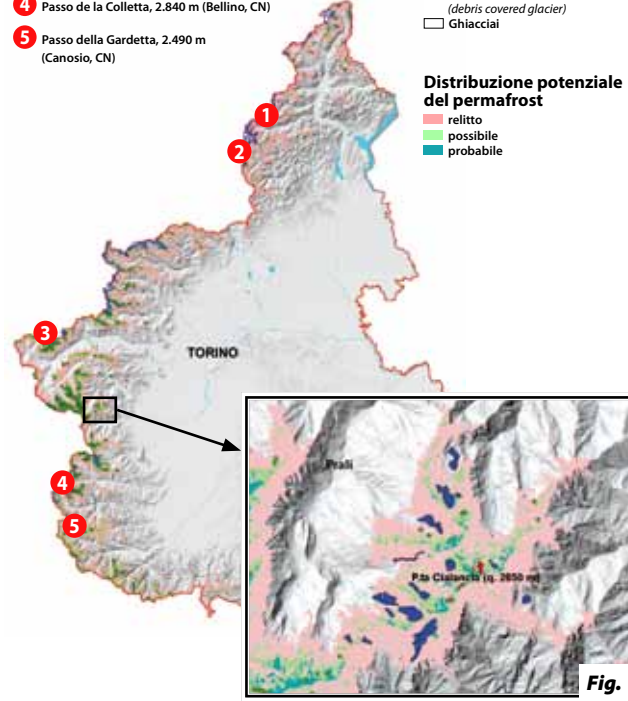 4 Passo de la Colletta, 2.840 m (Bellino, CN)
5 Passo della Gardetta, 2.490 m
(Canosio, CN)
(debris covered glacier)
Ghiacciai
Distribuzione potenziale
del permafrost
relitto
possibile
probabile
1
2
3
TORINO
4
5
Prali
P.ta Cialancia (q. 2850 m)
Fig.